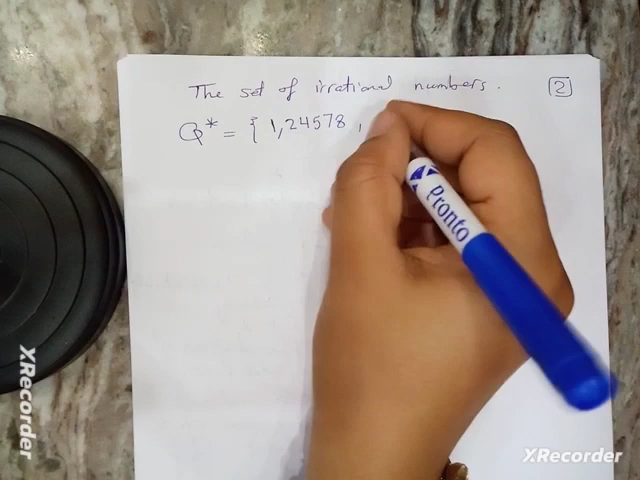 The set of irrational numbers. 2
Q* = { 1,24578 ,
Pronto
XRecorder
XRecorder